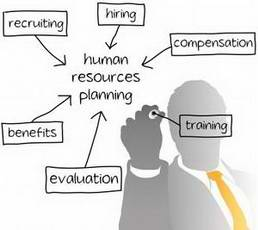 hiring
recruiting
compensation
human
resources
planning
benefits
training
evaluation